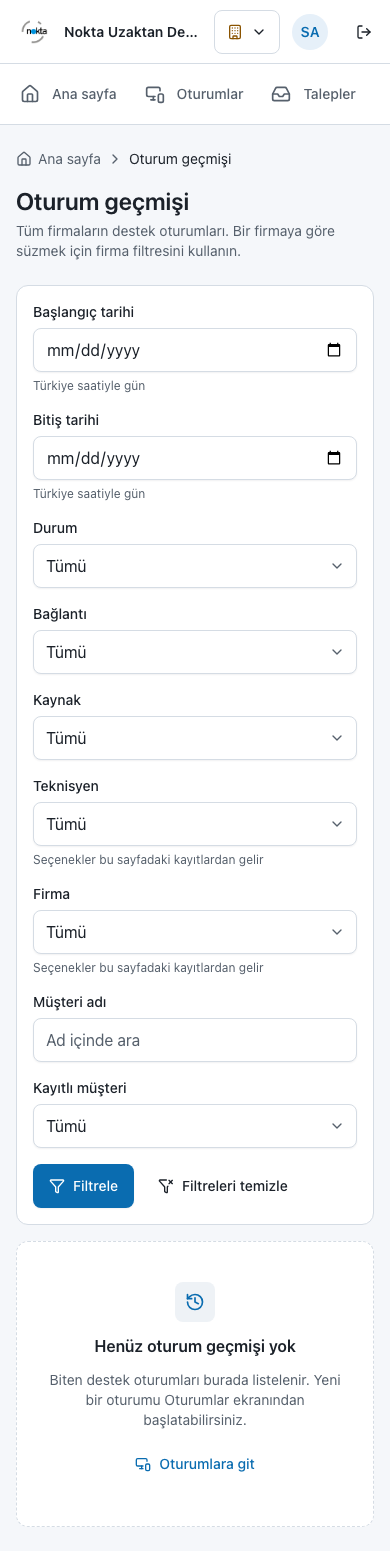 nokta
Nokta Uzaktan De...
SA
Ana sayfa
Oturumlar
Talepler
Ana sayfa
Oturum geçmişi
Oturum geçmişi
Tüm firmaların destek oturumları. Bir firmaya göre
süzmek için firma filtresini kullanın.
Başlangıç tarihi
mm/dd/yyyy
Türkiye saatiyle gün
Bitiş tarihi
mm/dd/yyyy
Türkiye saatiyle gün
Durum
Tümü
Bağlantı
Tümü
Kaynak
Tümü
Teknisyen
Tümü
Seçenekler bu sayfadaki kayıtlardan gelir
Firma
Tümü
Seçenekler bu sayfadaki kayıtlardan gelir
Müşteri adı
Ad içinde ara
Kayıtlı müşteri
Tümü
Filtrele
Filtreleri temizle
Henüz oturum geçmişi yok
Biten destek oturumları burada listelenir. Yeni
bir oturumu Oturumlar ekranından
başlatabilirsiniz.
Oturumlara git